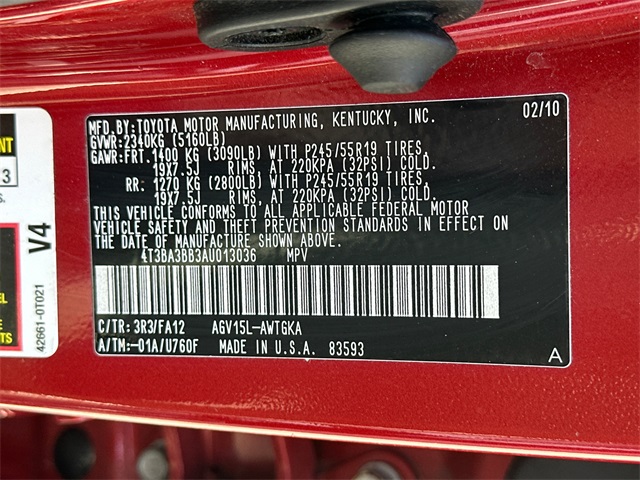 MFD.BY:TOYOTA MOTOR MANUFACTURING, KENTUCKY, INC. 02/10
GVWR:2340KG (5160LB)
GAWR:FRT.1400 KG (3090LB) WITH P245/55R19 TIRES,
19X7.5J RIMS, AT 220KPA (32PSI) COLD.
RR. 1270 KG (2800LB) WITH P245/55R19 TIRES,
19X7.5J RIMS, AT 220KPA (32PSI) COLD.
THIS VEHICLE CONFORMS TO ALL APPLICABLE FEDERAL MOTOR
VEHICLE SAFETY AND THEFT PREVENTION STANDARDS IN EFFECT ON
THE DATE OF MANUFACTURE SHOWN ABOVE.
4T3BA3BB3AU013036 MPV
C/TR: 3R3/FA12 AGV15L-AWTGKA
A/TM:-01A/U760F MADE IN U.S.A. 83593
A
V4
42661-0T021
3